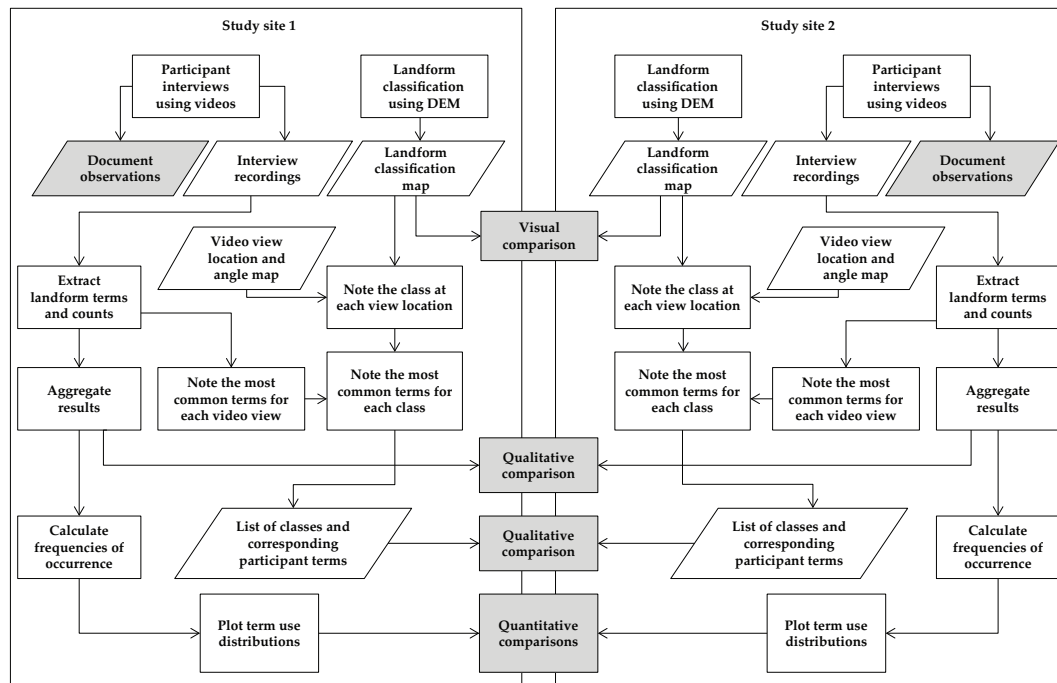 Study site 1
Participant
interviews
using videos
Landform
classification
using DEM
Document
observations
Interview
recordings
Landform
classification
map
Video view
location and
angle map
Extract
landform terms
and counts
Note the class at
each view location
Aggregate
results
Note the most
common terms for
each video view
Note the most
common terms for
each class
Calculate
frequencies of
occurrence
List of classes and
corresponding
participant terms
Plot term use
distributions
Visual
comparison
Qualitative
comparison
Qualitative
comparison
Quantitative
comparisons
Study site 2
Landform
classification
using DEM
Participant
interviews
using videos
Landform
classification
map
Interview
recordings
Document
observations
Video view
location and
angle map
Note the class at
each view location
Extract
landform terms
and counts
Note the most
common terms for
each class
Note the most
common terms for
each video view
Aggregate
results
List of classes and
corresponding
participant terms
Calculate
frequencies of
occurrence
Plot term use
distributions